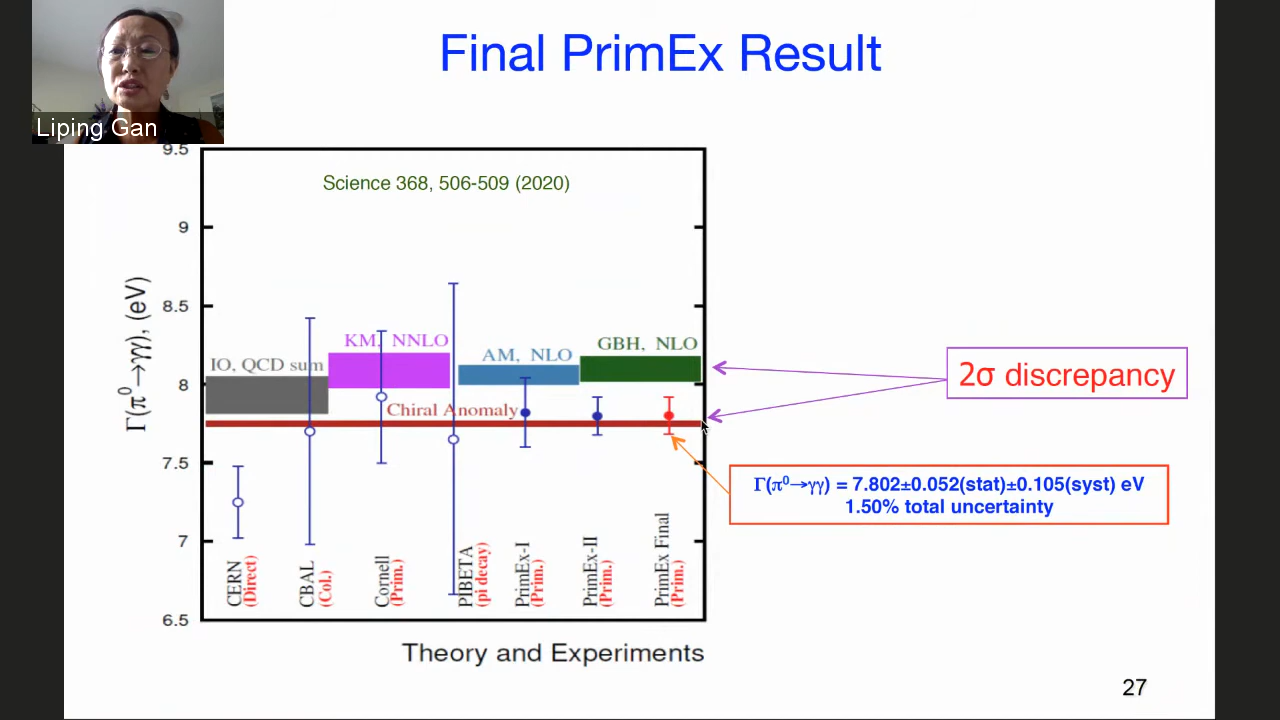 Final PrimEx Result
Liping Gan
Science 368, 506-509 (2020)
9.5
9
8.5
8
7.5
7
6.5
Γ(π⁰→γγ), (eV)
IO, QCD sum
KM, NNLO
AM, NLO
GBH, NLO
Chiral Anomaly
2σ discrepancy
Γ(π⁰→γγ) = 7.802±0.052(stat)±0.105(syst) eV
1.50% total uncertainty
CERN
(Direct)
CBAL
(Col.)
Cornell
(Prim.)
PIBETA
(pi decay)
PrimEx-I
(Prim.)
PrimEx-II
(Prim.)
PrimEx Final
(Prim.)
Theory and Experiments
27